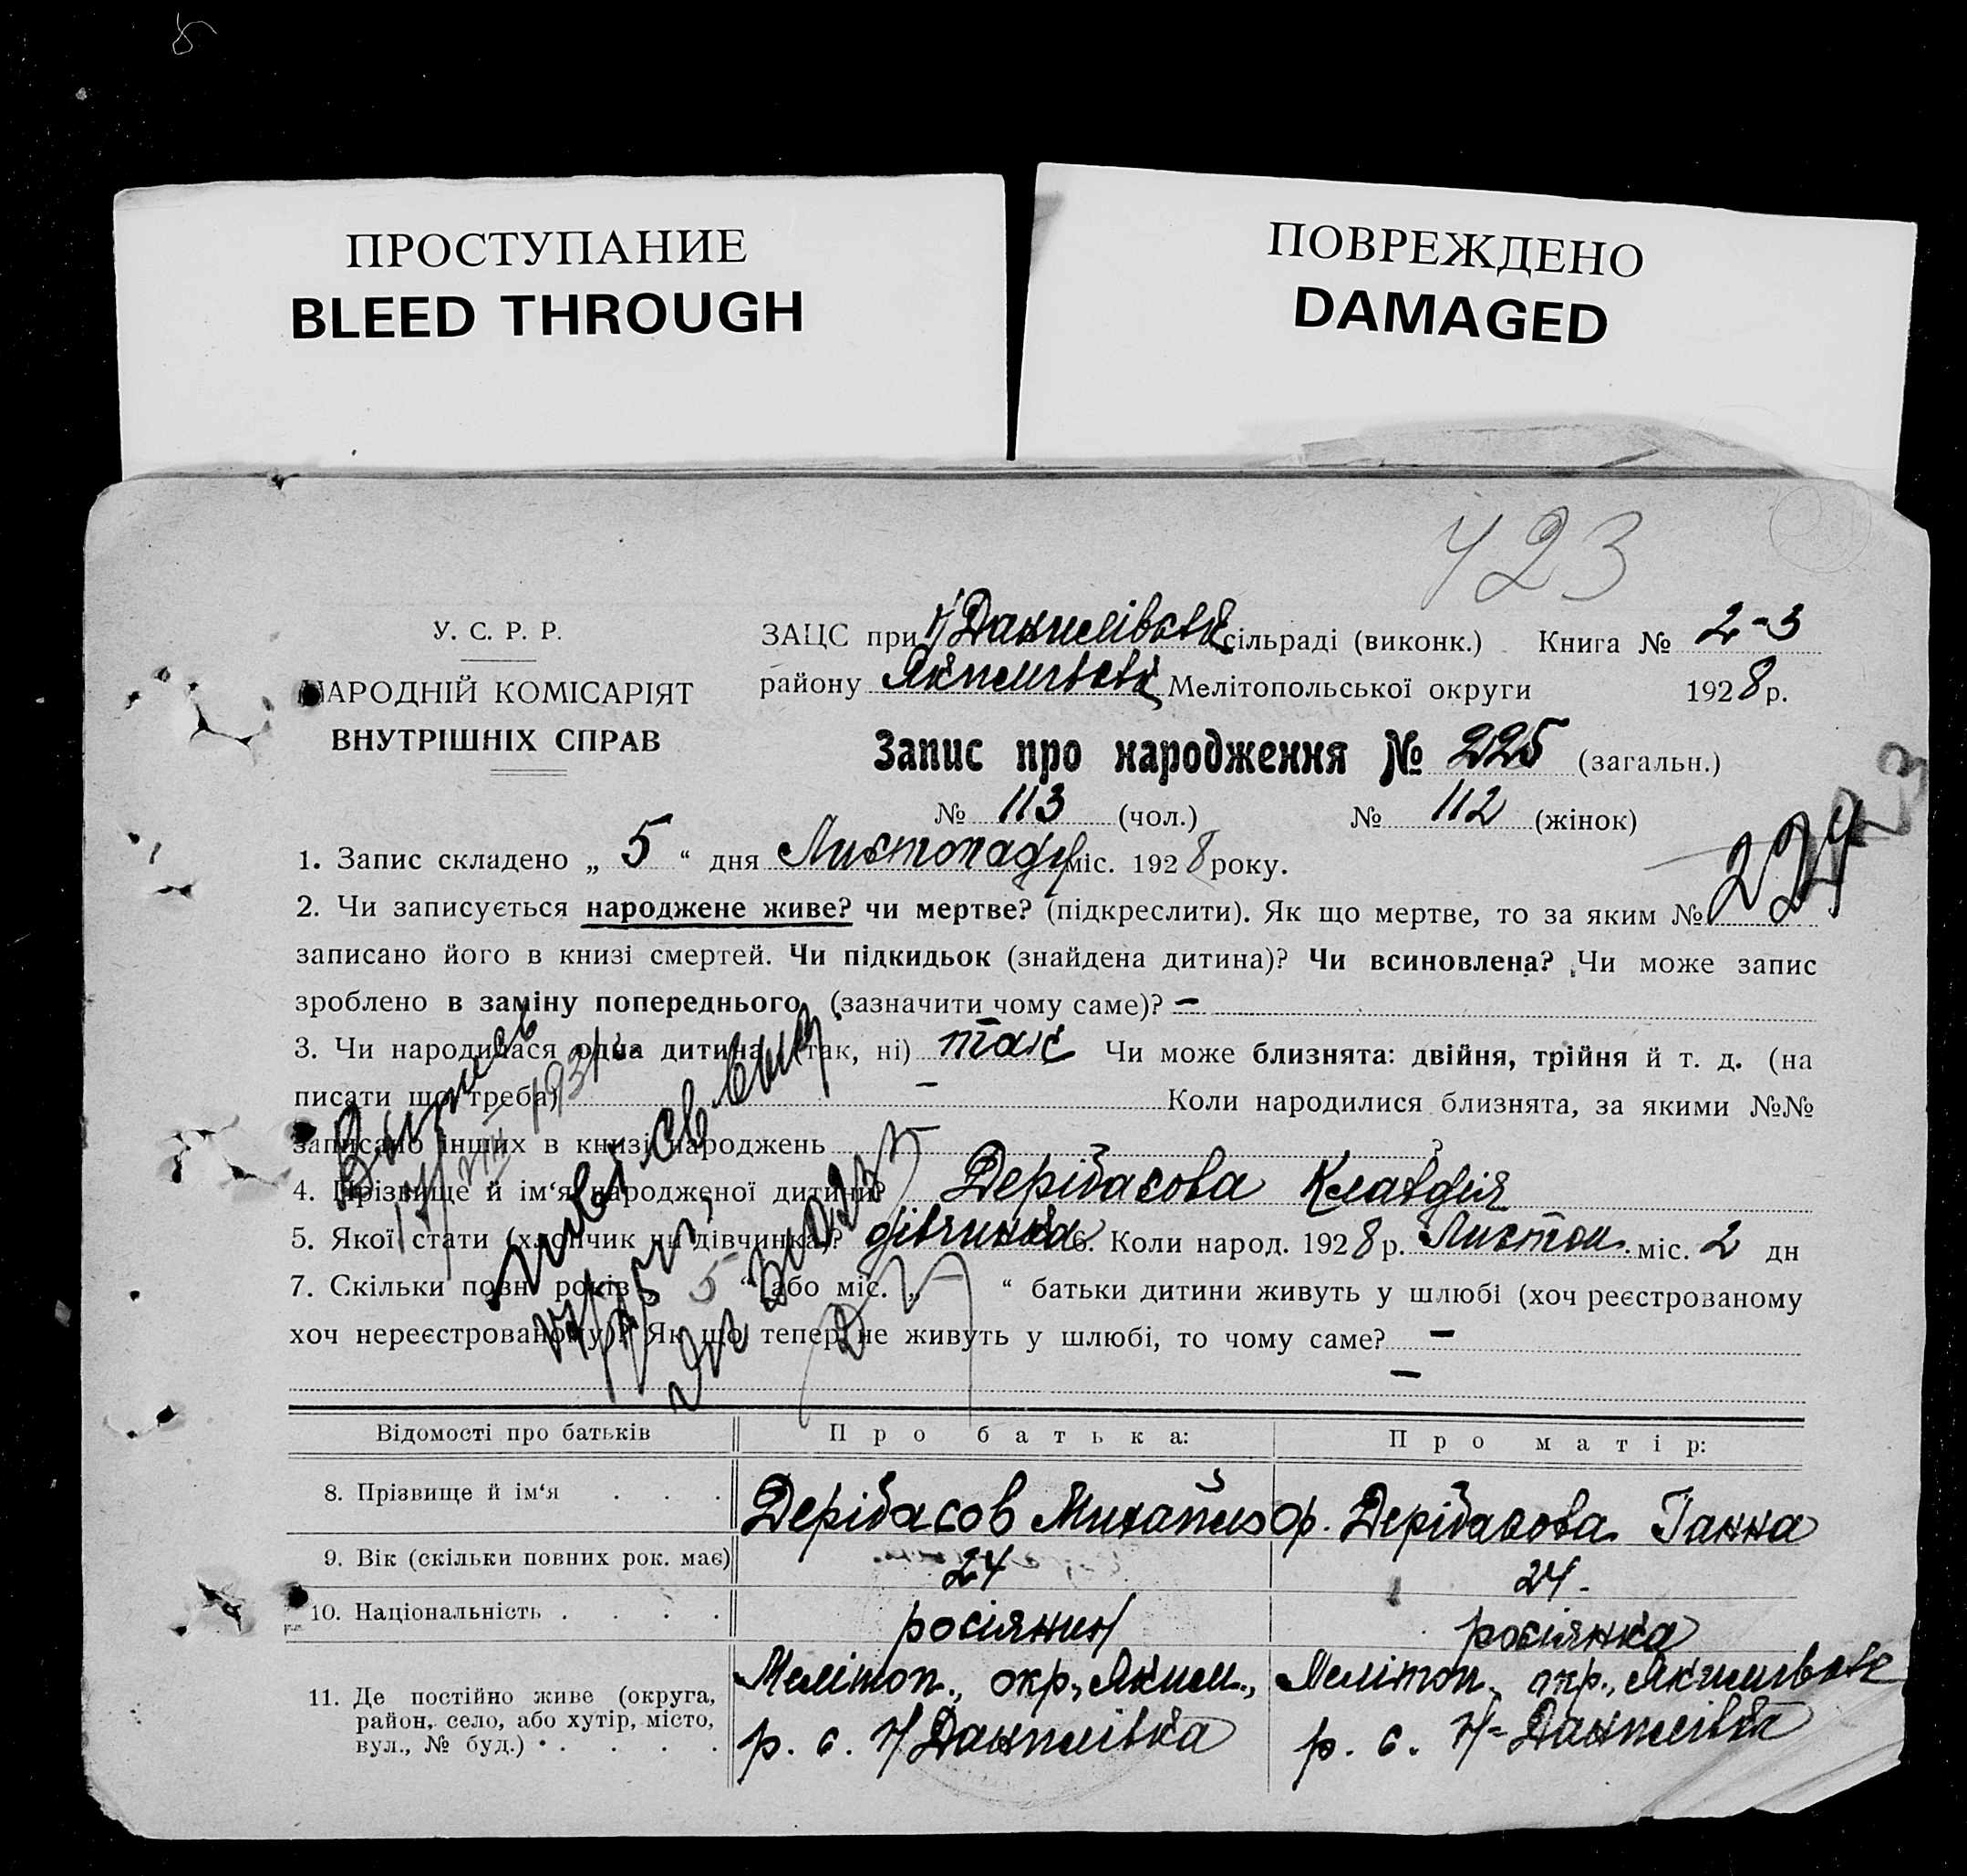 ПРОСТУПАНИЕ
BLEED THROUGH
ПОВРЕЖДЕНО
DAMAGED
423
У. С. Р. Р.
НАРОДНІЙ КОМІСАРІЯТ
ВНУТРІШНІХ СПРАВ
ЗАЦС при Данилівськ сільраді (виконк.) Книга № 2-3
району Якимівськ Мелітопольської округи 1928 р.
Запис про народження № 225 (загальн.)
№ 113 (чол.) № 112 (жінок)
1. Запис складено „ 5 “ дня Листопаду міс. 1928 року.
2. Чи записується народжене живе? чи мертве? (підкреслити). Як що мертве, то за яким №
записано його в книзі смертей. Чи підкидьок (знайдена дитина)? Чи всиновлена? Чи може запис
зроблено в заміну попереднього (зазначити чому саме)? —
3. Чи народилася одна дитина (так, ні) так Чи може близнята: двійня, трійня й т. д. (на
писати що треба) — Коли народилися близнята, за якими №№
записано інших в книзі народжень ?
4. Прізвище й ім‘я народженої дитини? Дерібасова Клавдія
5. Якої стати (хлопчик чи дівчинка)? дівчинка 6. Коли народ. 1928 р. Листоп. міс. 2 дн
7. Скільки повн. років „ 5 “ або міс. „ “ батьки дитини живуть у шлюбі (хоч реєстрованому
хоч нереєстрованому)? Як що тепер не живуть у шлюбі, то чому саме? —
—
Відомості про батьків Про батька: Про матір:
8. Прізвище й ім‘я . . . Дерібасов Михайло гр. Дерібасова Ганна
9. Вік (скільки повних рок. має) 24 24.
10. Національність . . . . росіянин росіянка
11. Де постійно живе (округа, район, село, або хутір, місто, вул., № буд.) . . . . .
Мелітоп., окр., Яким., р. с. Н Данилівка
Мелітоп. окр., Якимівськ р. с. Н-Данилівка